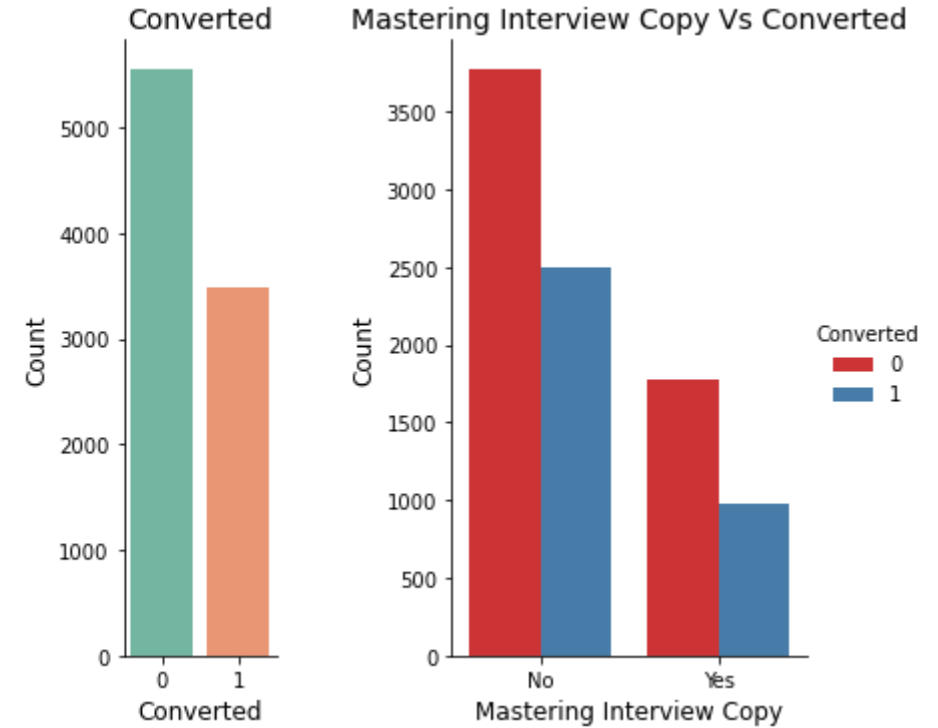 Converted
Count
5000
4000
3000
2000
1000
0
0 1
Converted
Mastering Interview Copy Vs Converted
Count
3500
3000
2500
2000
1500
1000
500
0
No Yes
Mastering Interview Copy
Converted
0
1